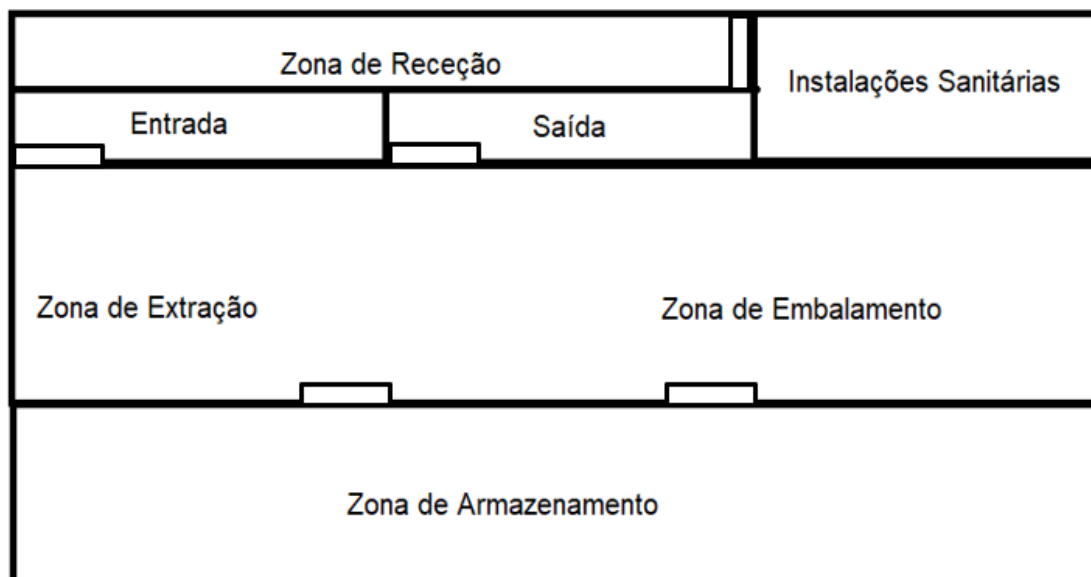 Zona de Receção
Instalações Sanitárias
Entrada
Saída
Zona de Extração
Zona de Embalamento
Zona de Armazenamento